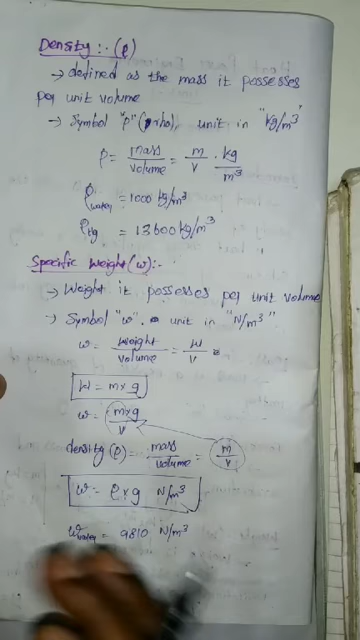 Density :- (ρ)
→ defined as the mass it possesses
per unit volume
→ Symbol "ρ" (rho), unit in "kg/m³"
ρ = mass/volume = m/v · kg/m³
ρwater = 1000 kg/m³
ρHg = 13600 kg/m³
Specific Weight (w) :-
→ Weight it possesses per unit volume
→ Symbol "w". unit in "N/m³"
w = weight/volume = W/V
W = m×g
w = m×g/V
density (ρ) = mass/volume = m/v
w = ρ×g N/m³
wwater = 9810 N/m³